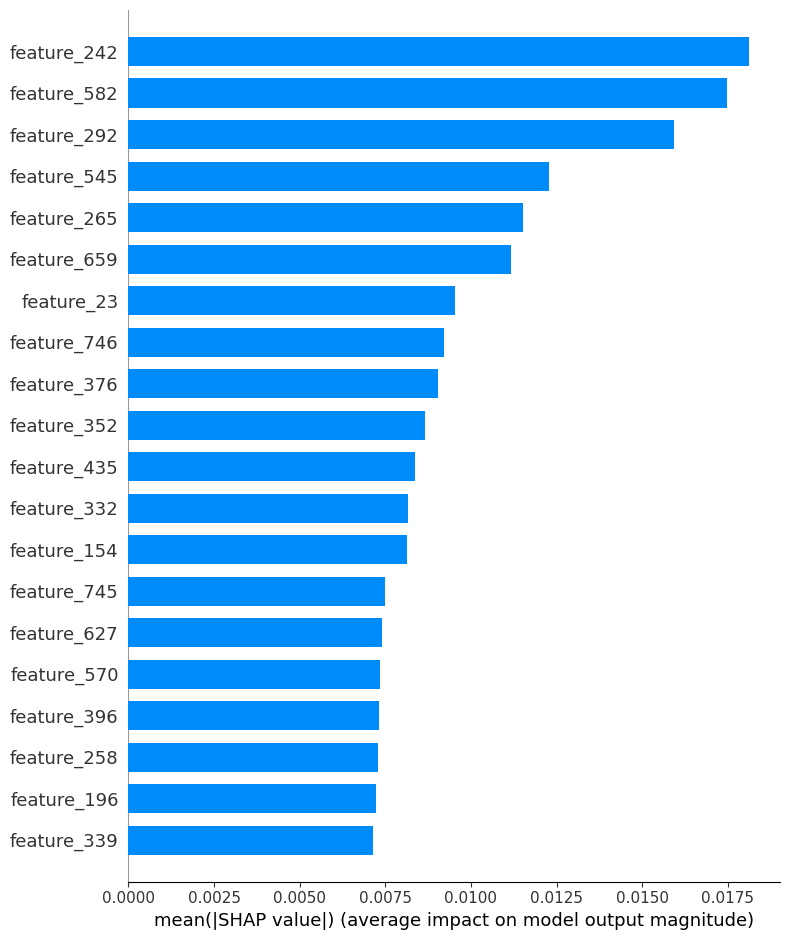 feature_242
feature_582
feature_292
feature_545
feature_265
feature_659
feature_23
feature_746
feature_376
feature_352
feature_435
feature_332
feature_154
feature_745
feature_627
feature_570
feature_396
feature_258
feature_196
feature_339
0.0000 0.0025 0.0050 0.0075 0.0100 0.0125 0.0150 0.0175
mean(|SHAP value|) (average impact on model output magnitude)